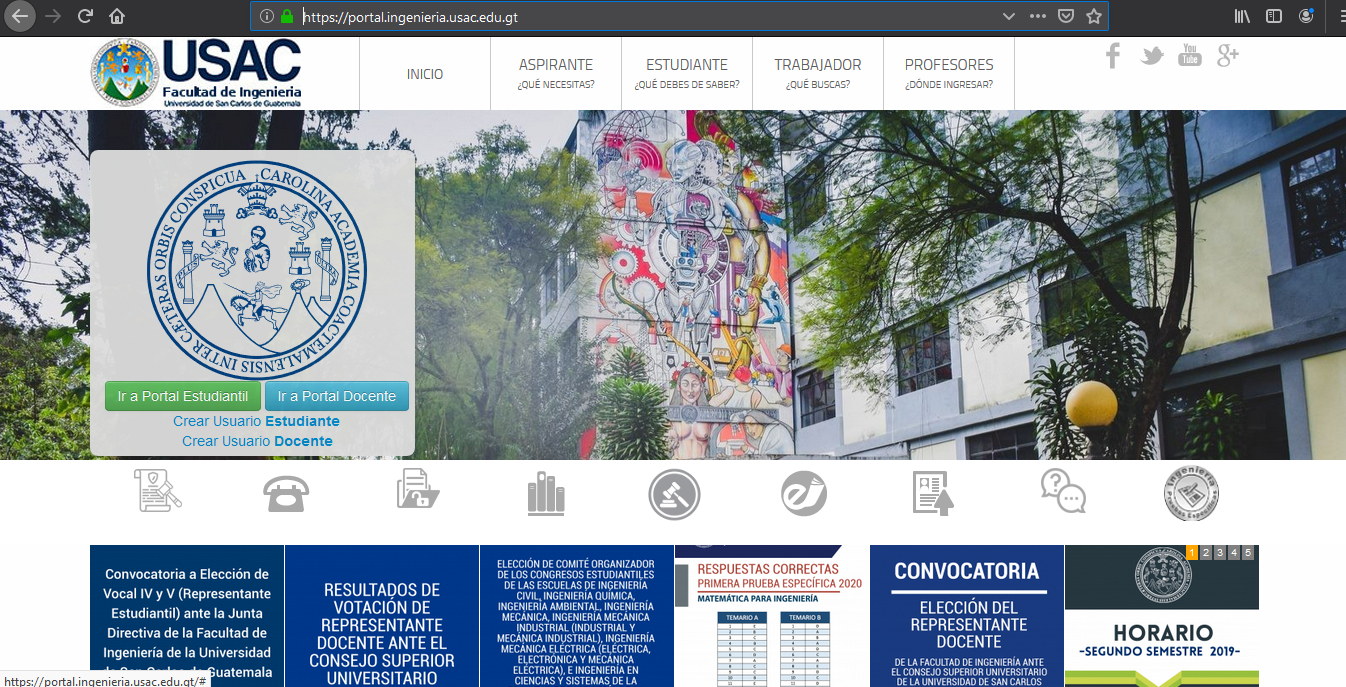 https://portal.ingenieria.usac.edu.gt
USAC
Facultad de Ingeniería
Universidad de San Carlos de Guatemala
INICIO
ASPIRANTE
¿QUÉ NECESITAS?
ESTUDIANTE
¿QUÉ DEBES DE SABER?
TRABAJADOR
¿QUÉ BUSCAS?
PROFESORES
¿DÓNDE INGRESAR?
You
Tube
g+
CAROLINA ACADEMIA COACTEMALENSIS INTER CÆTERAS ORBIS CONSPICUA
Ir a Portal Estudiantil
Ir a Portal Docente
Crear Usuario Estudiante
Crear Usuario Docente
Ingeniería
Pruebas Específicas
Convocatoria a Elección de
Vocal IV y V (Representante
Estudiantil) ante la Junta
Directiva de la Facultad de
Ingeniería de la Universidad
de San Carlos de Guatemala
RESULTADOS DE
VOTACIÓN DE
REPRESENTANTE
DOCENTE ANTE EL
CONSEJO SUPERIOR
UNIVERSITARIO
ELECCIÓN DE COMITÉ ORGANIZADOR
DE LOS CONGRESOS ESTUDIANTILES
DE LAS ESCUELAS DE INGENIERÍA
CIVIL, INGENIERÍA QUÍMICA,
INGENIERÍA AMBIENTAL, INGENIERÍA
MECÁNICA, INGENIERÍA MECÁNICA
INDUSTRIAL (INDUSTRIAL Y
MECÁNICA INDUSTRIAL), INGENIERÍA
MECÁNICA ELÉCTRICA (ELÉCTRICA,
ELECTRÓNICA Y MECÁNICA
ELÉCTRICA), E INGENIERÍA EN
CIENCIAS Y SISTEMAS DE LA
RESPUESTAS CORRECTAS
PRIMERA PRUEBA ESPECÍFICA 2020
MATEMÁTICA PARA INGENIERÍA
TEMARIO A
TEMARIO B
CONVOCATORIA
ELECCIÓN DEL
REPRESENTANTE
DOCENTE
DE LA FACULTAD DE INGENIERÍA ANTE
EL CONSEJO SUPERIOR UNIVERSITARIO
DE LA UNIVERSIDAD DE SAN CARLOS
1 2 3 4 5
HORARIO
-SEGUNDO SEMESTRE 2019-
https://portal.ingenieria.usac.edu.gt/#